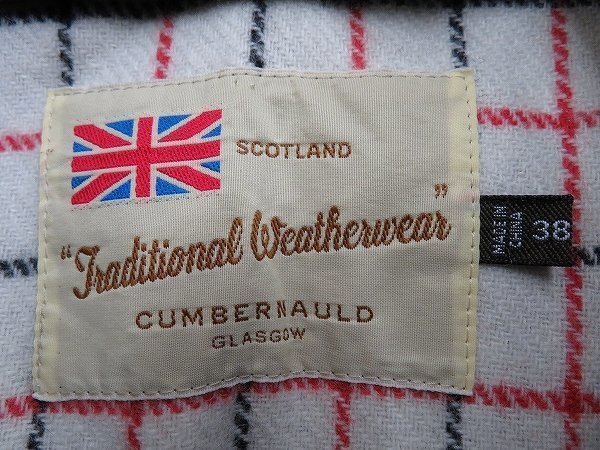 SCOTLAND
"Traditional Weatherwear"
CUMBERNAULD
GLASGOW
MADE IN
CHINA
38